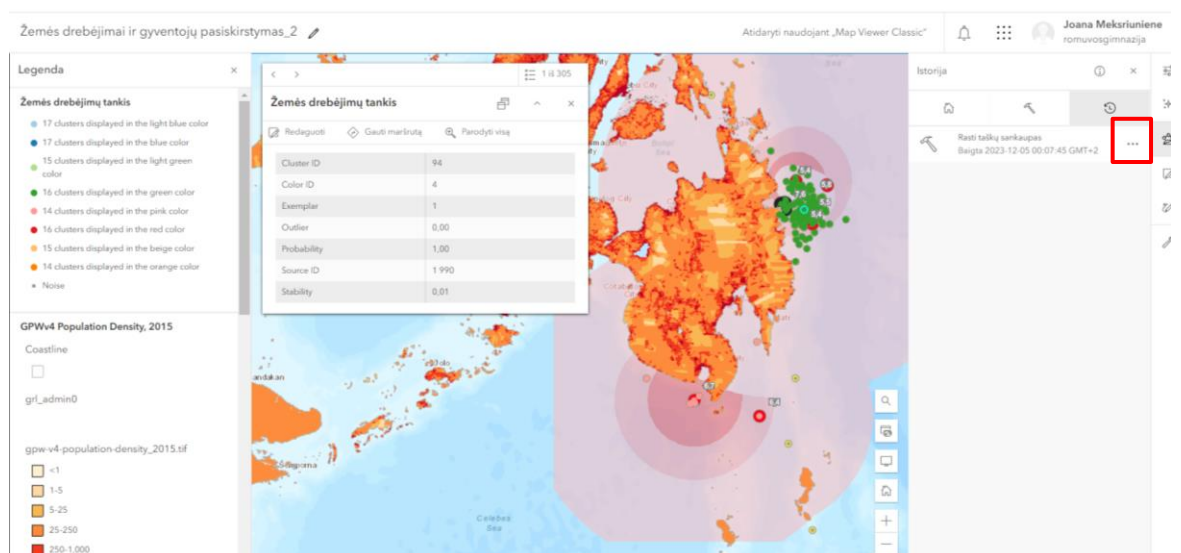 Žemės drebėjimai ir gyventojų pasiskirstymas_2
Atidaryti naudojant „Map Viewer Classic"
Joana Meksriuniene
romuvosgimnazija
Legenda
Žemės drebėjimų tankis
17 clusters displayed in the light blue color
17 clusters displayed in the blue color
15 clusters displayed in the light green
color
16 clusters displayed in the green color
14 clusters displayed in the pink color
16 clusters displayed in the red color
15 clusters displayed in the beige color
14 clusters displayed in the orange color
Noise
GPWv4 Population Density, 2015
Coastline
grl_admin0
gpw-v4-population-density_2015.tif
<1
1-5
5-25
25-250
250-1,000
1 iš 305
Žemės drebėjimų tankis
Redaguoti
Gauti maršrutą
Parodyti visą
Cluster ID 94
Color ID 4
Exemplar 1
Outlier 0,00
Probability 1,00
Source ID 1 990
Stability 0,01
Celebes
Sea
Istorija
Rasti taškų sankaupas
Baigta 2023-12-05 00:07:45 GMT+2